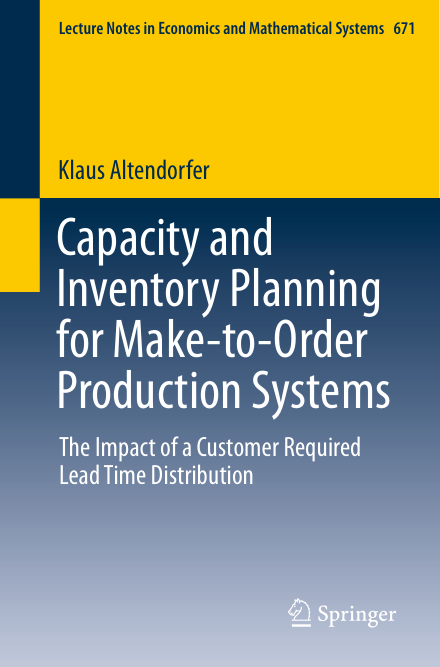 Lecture Notes in Economics and Mathematical Systems 671
Klaus Altendorfer
Capacity and
Inventory Planning
for Make-to-Order
Production Systems
The Impact of a Customer Required
Lead Time Distribution
Springer